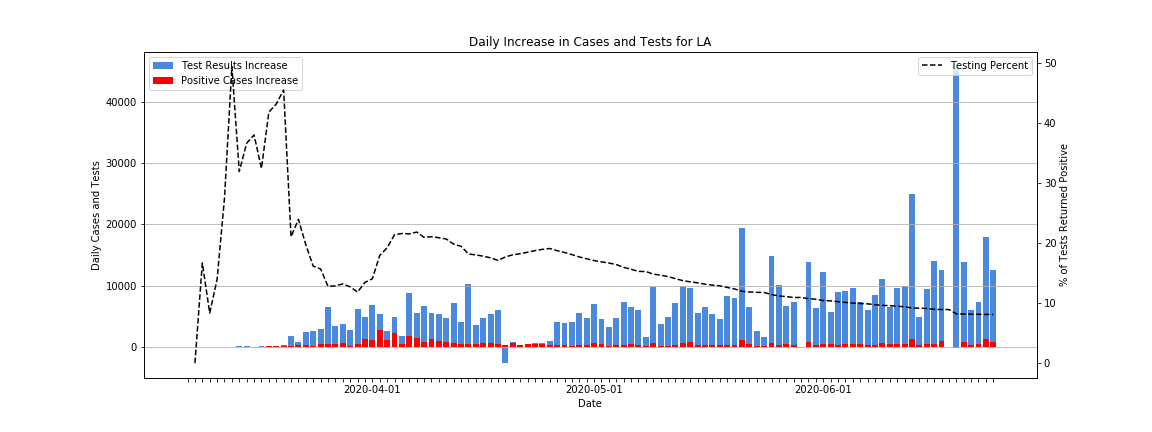 Daily Increase in Cases and Tests for LA
Test Results Increase
Positive Cases Increase
Testing Percent
40000
30000
20000
10000
0
Daily Cases and Tests
50
40
30
20
10
0
% of Tests Returned Positive
2020-04-01
2020-05-01
2020-06-01
Date